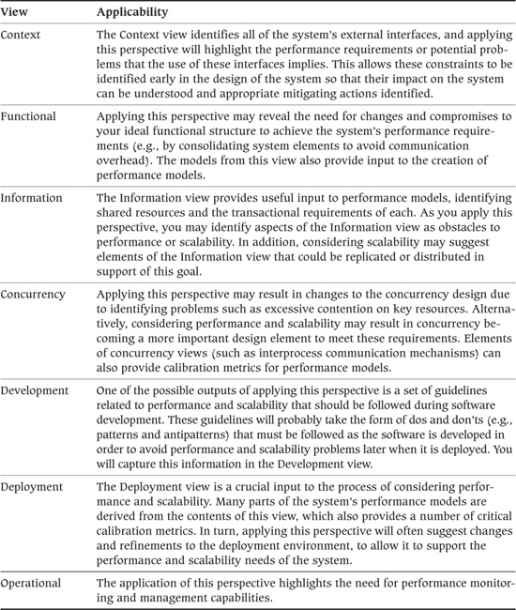 View Applicability
Context The Context view identifies all of the system's external interfaces, and applying
this perspective will highlight the performance requirements or potential prob-
lems that the use of these interfaces implies. This allows these constraints to be
identified early in the design of the system so that their impact on the system
can be understood and appropriate mitigating actions identified.
Functional Applying this perspective may reveal the need for changes and compromises to
your ideal functional structure to achieve the system's performance require-
ments (e.g., by consolidating system elements to avoid communication
overhead). The models from this view also provide input to the creation of
performance models.
Information The Information view provides useful input to performance models, identifying
shared resources and the transactional requirements of each. As you apply this
perspective, you may identify aspects of the Information view as obstacles to
performance or scalability. In addition, considering scalability may suggest
elements of the Information view that could be replicated or distributed in
support of this goal.
Concurrency Applying this perspective may result in changes to the concurrency design due
to identifying problems such as excessive contention on key resources. Alterna-
tively, considering performance and scalability may result in concurrency be-
coming a more important design element to meet these requirements. Elements
of concurrency views (such as interprocess communication mechanisms) can
also provide calibration metrics for performance models.
Development One of the possible outputs of applying this perspective is a set of guidelines
related to performance and scalability that should be followed during software
development. These guidelines will probably take the form of dos and don'ts (e.g.,
patterns and antipatterns) that must be followed as the software is developed in
order to avoid performance and scalability problems later when it is deployed. You
will capture this information in the Development view.
Deployment The Deployment view is a crucial input to the process of considering perfor-
mance and scalability. Many parts of the system's performance models are
derived from the contents of this view, which also provides a number of critical
calibration metrics. In turn, applying this perspective will often suggest changes
and refinements to the deployment environment, to allow it to support the
performance and scalability needs of the system.
Operational The application of this perspective highlights the need for performance monitor-
ing and management capabilities.